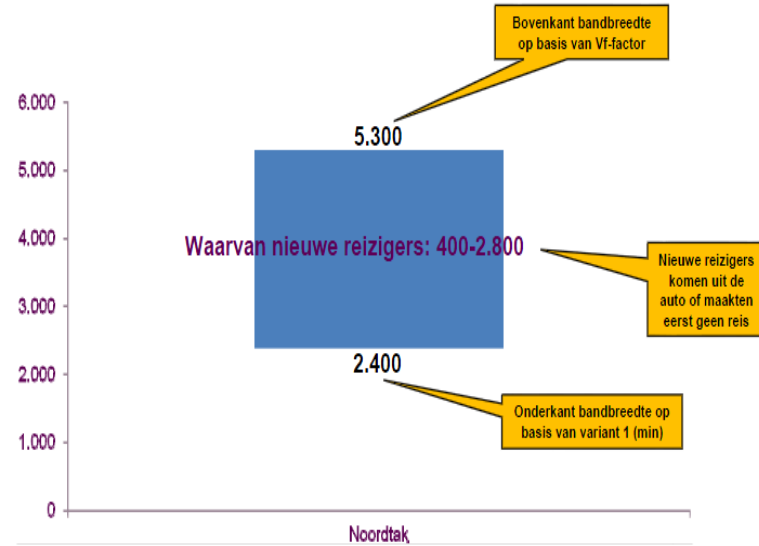 Bovenkant bandbreedte
op basis van Vf-factor
6.000
5.300
5.000
4.000
Waarvan nieuwe reizigers: 400-2.800
Nieuwe reizigers
komen uit de
auto of maakten
eerst geen reis
3.000
2.400
2.000
Onderkant bandbreedte op
basis van variant 1 (min)
1.000
0
Noordtak